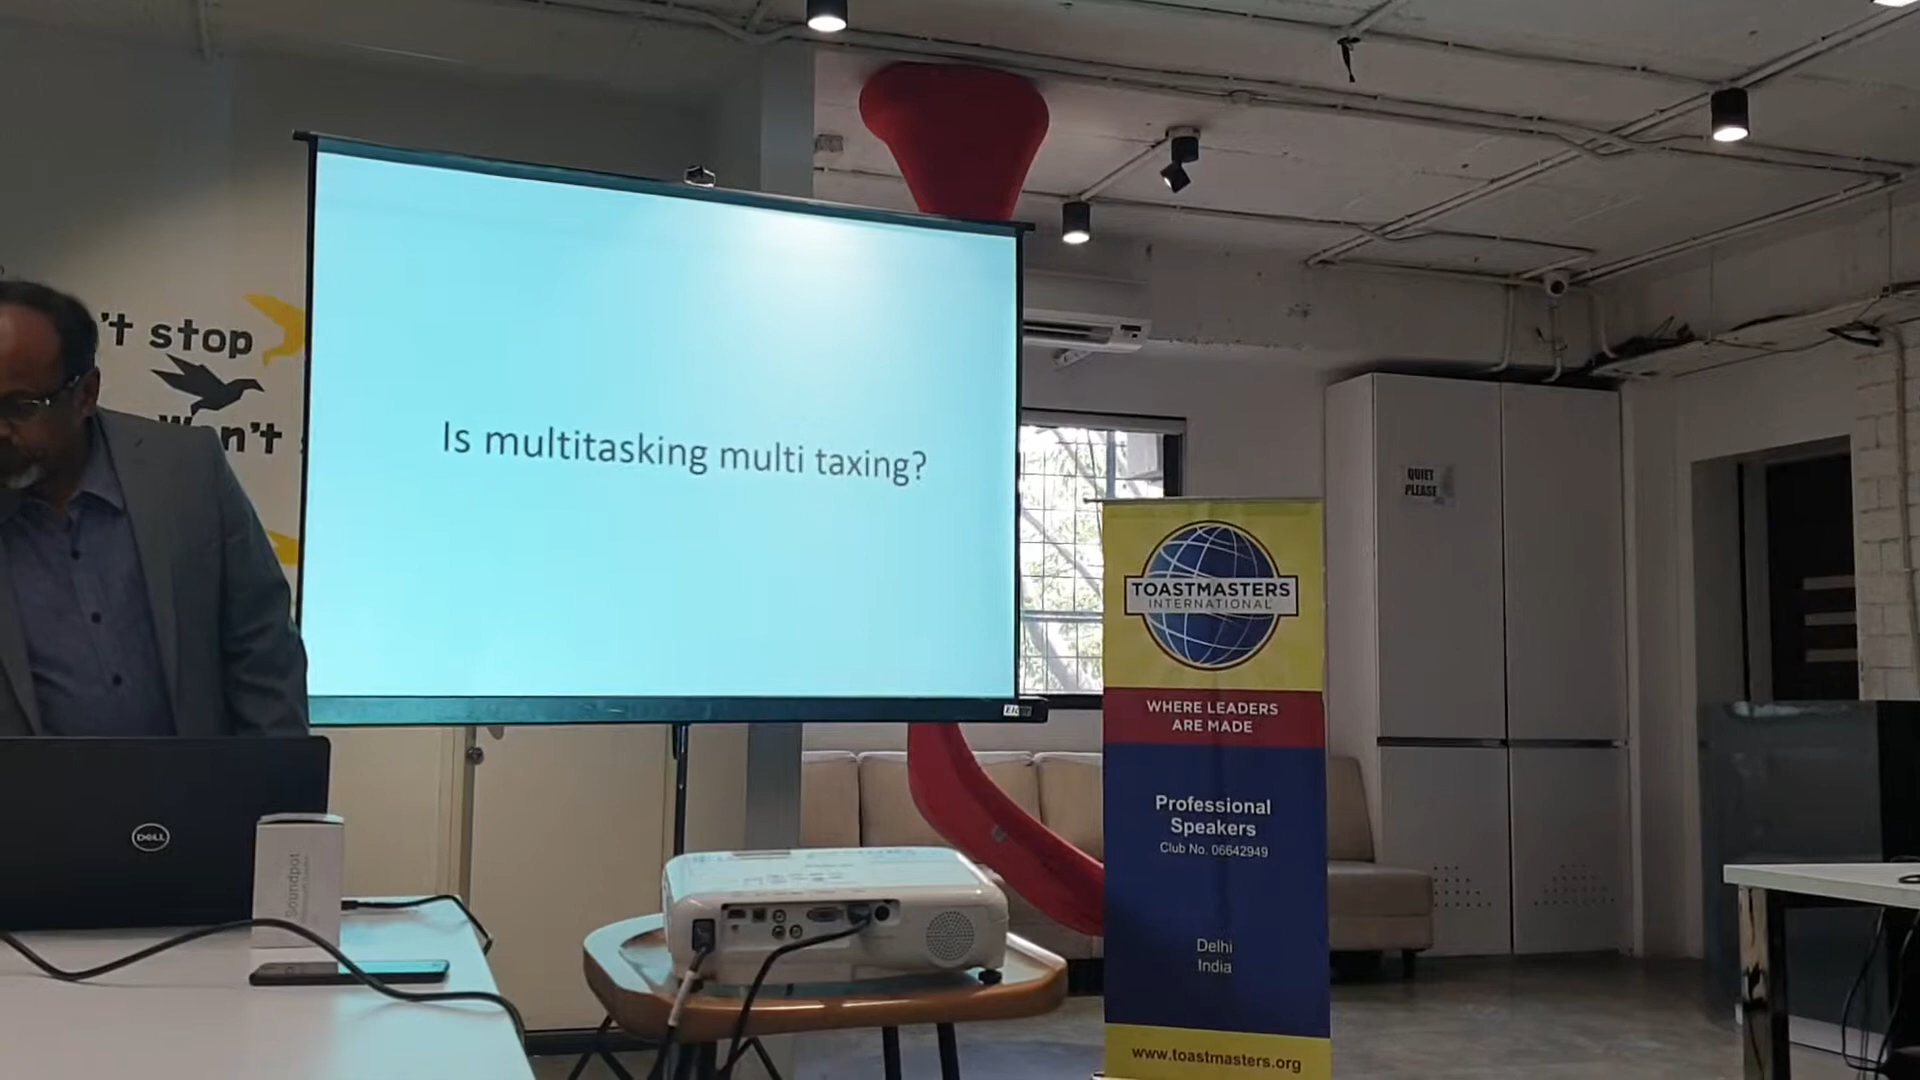 't stop
won't
Is multitasking multi taxing?
QUIET
PLEASE
TOASTMASTERS
INTERNATIONAL
WHERE LEADERS
ARE MADE
Professional
Speakers
Club No. 06642949
Delhi
India
www.toastmasters.org
DELL
Soundpot